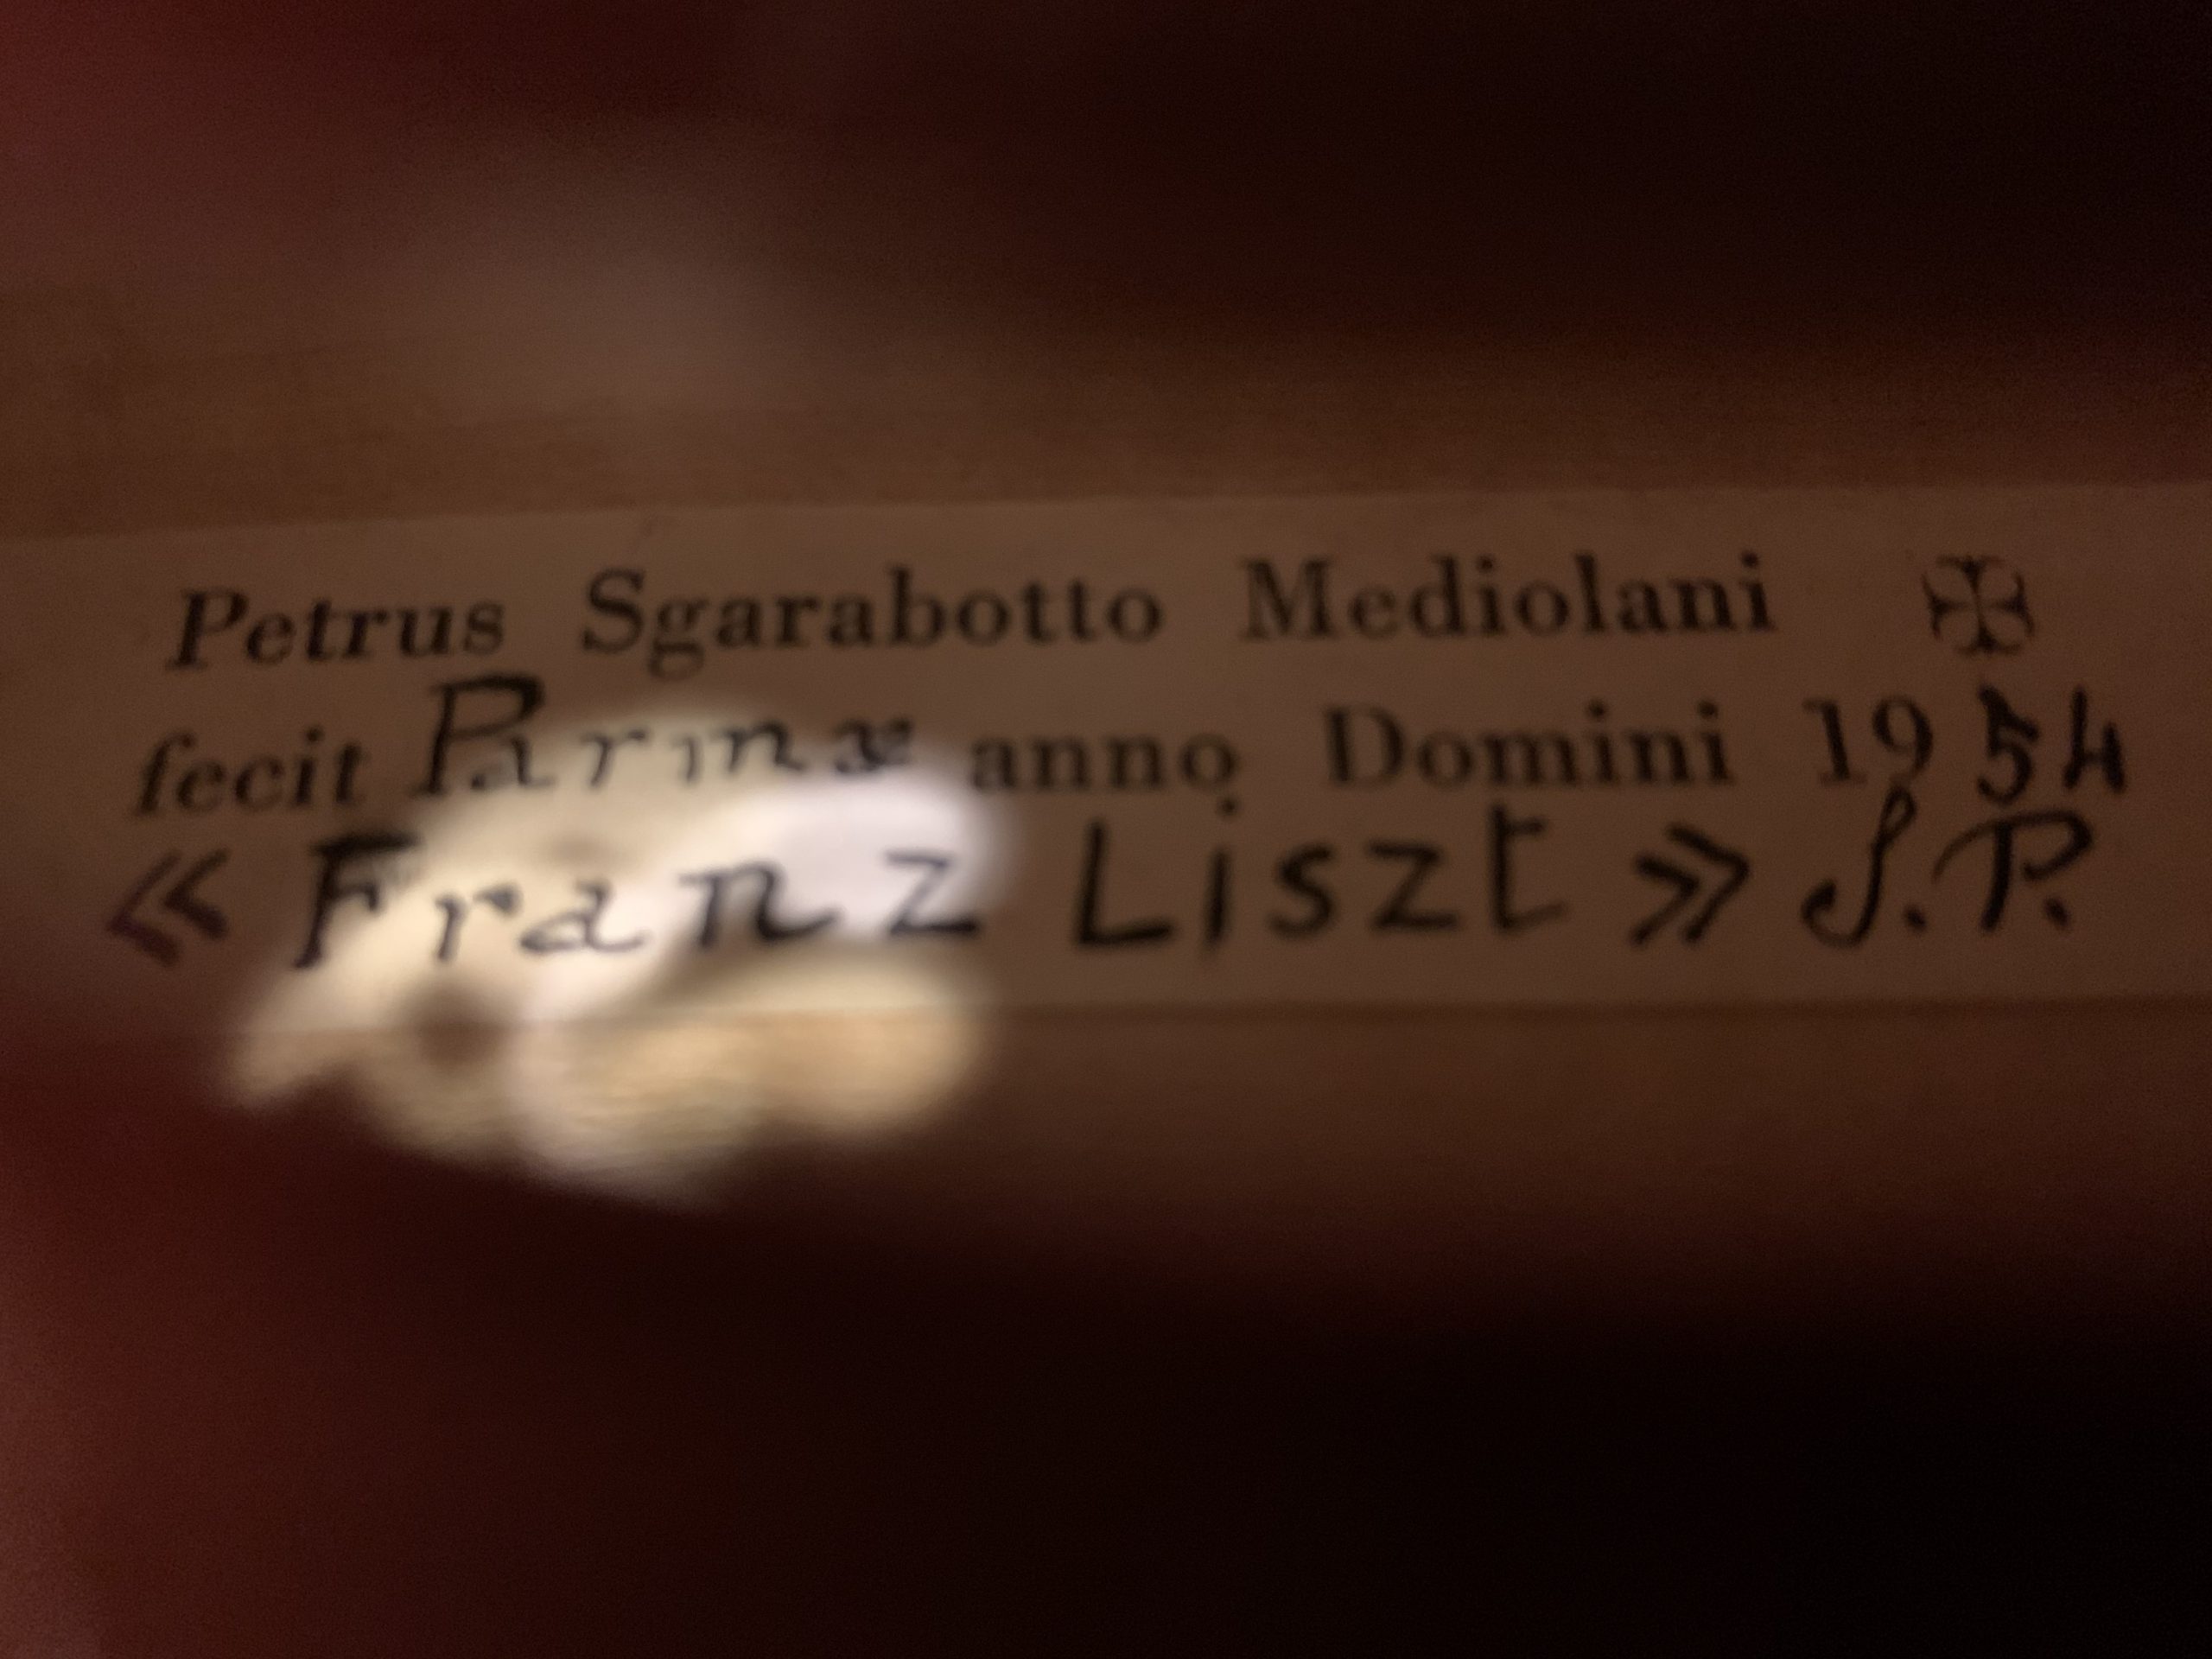 Petrus Sgarabotto Mediolani ✠
fecit Parmæ anno Domini 1954
« Franz Liszt » S. P.